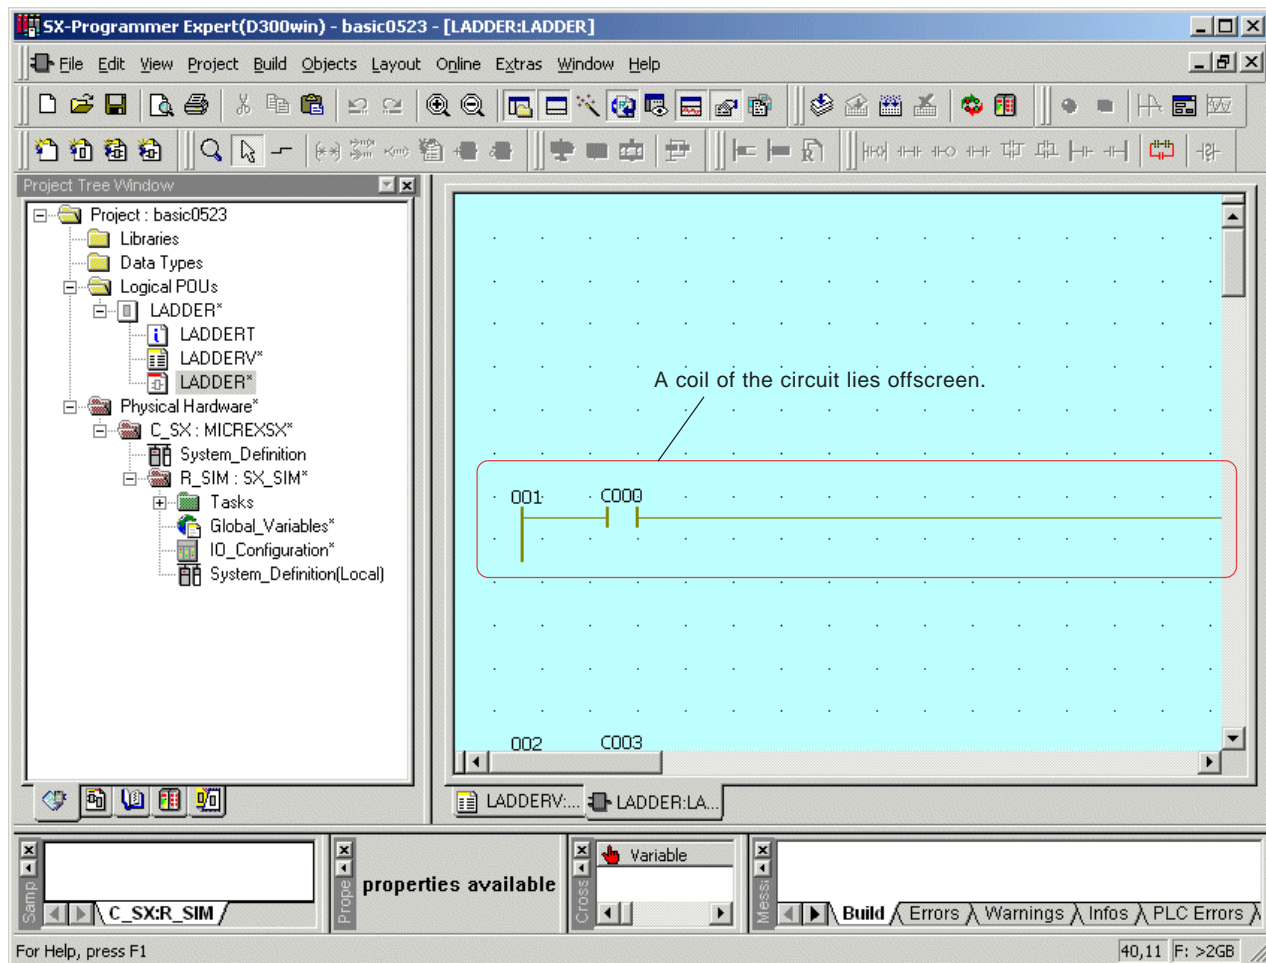 SX-Programmer Expert(D300win) - basic0523 - [LADDER:LADDER]
File Edit View Project Build Objects Layout Online Extras Window Help
Project Tree Window
Project : basic0523
Libraries
Data Types
Logical POUs
LADDER*
LADDERT
LADDERV*
LADDER*
Physical Hardware*
C_SX : MICREXSX*
System_Definition
R_SIM : SX_SIM*
Tasks
Global_Variables*
IO_Configuration*
System_Definition(Local)
A coil of the circuit lies offscreen.
001 C000
002 C003
LADDERV:... LADDER:LA...
Samp
C_SX:R_SIM
Prope
properties available
Cross
Variable
Messi
Build Errors Warnings Infos PLC Errors
For Help, press F1
40,11 F: >2GB